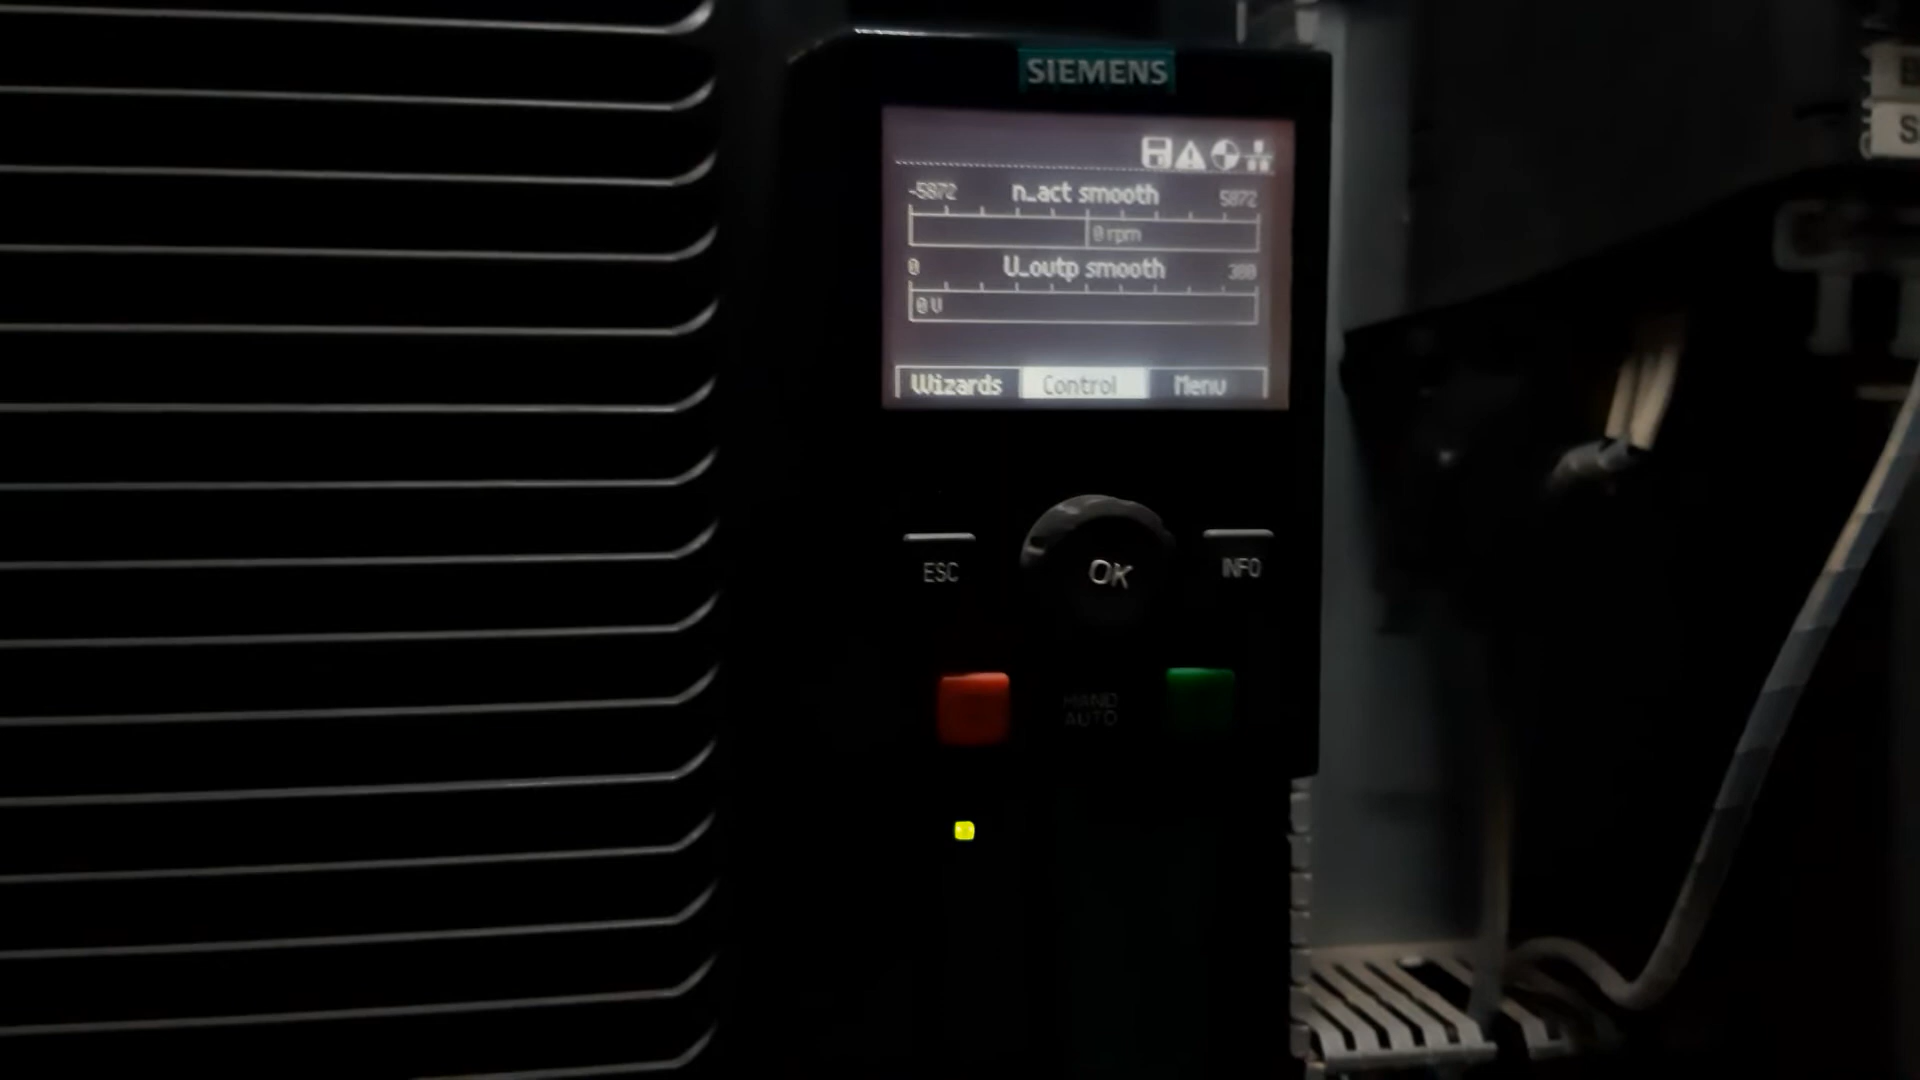 SIEMENS
-5872 n_act smooth 5872
0 rpm
0 U_outp smooth 300
0 V
Wizards Control Menu
ESC OK INFO
HAND
AUTO
S